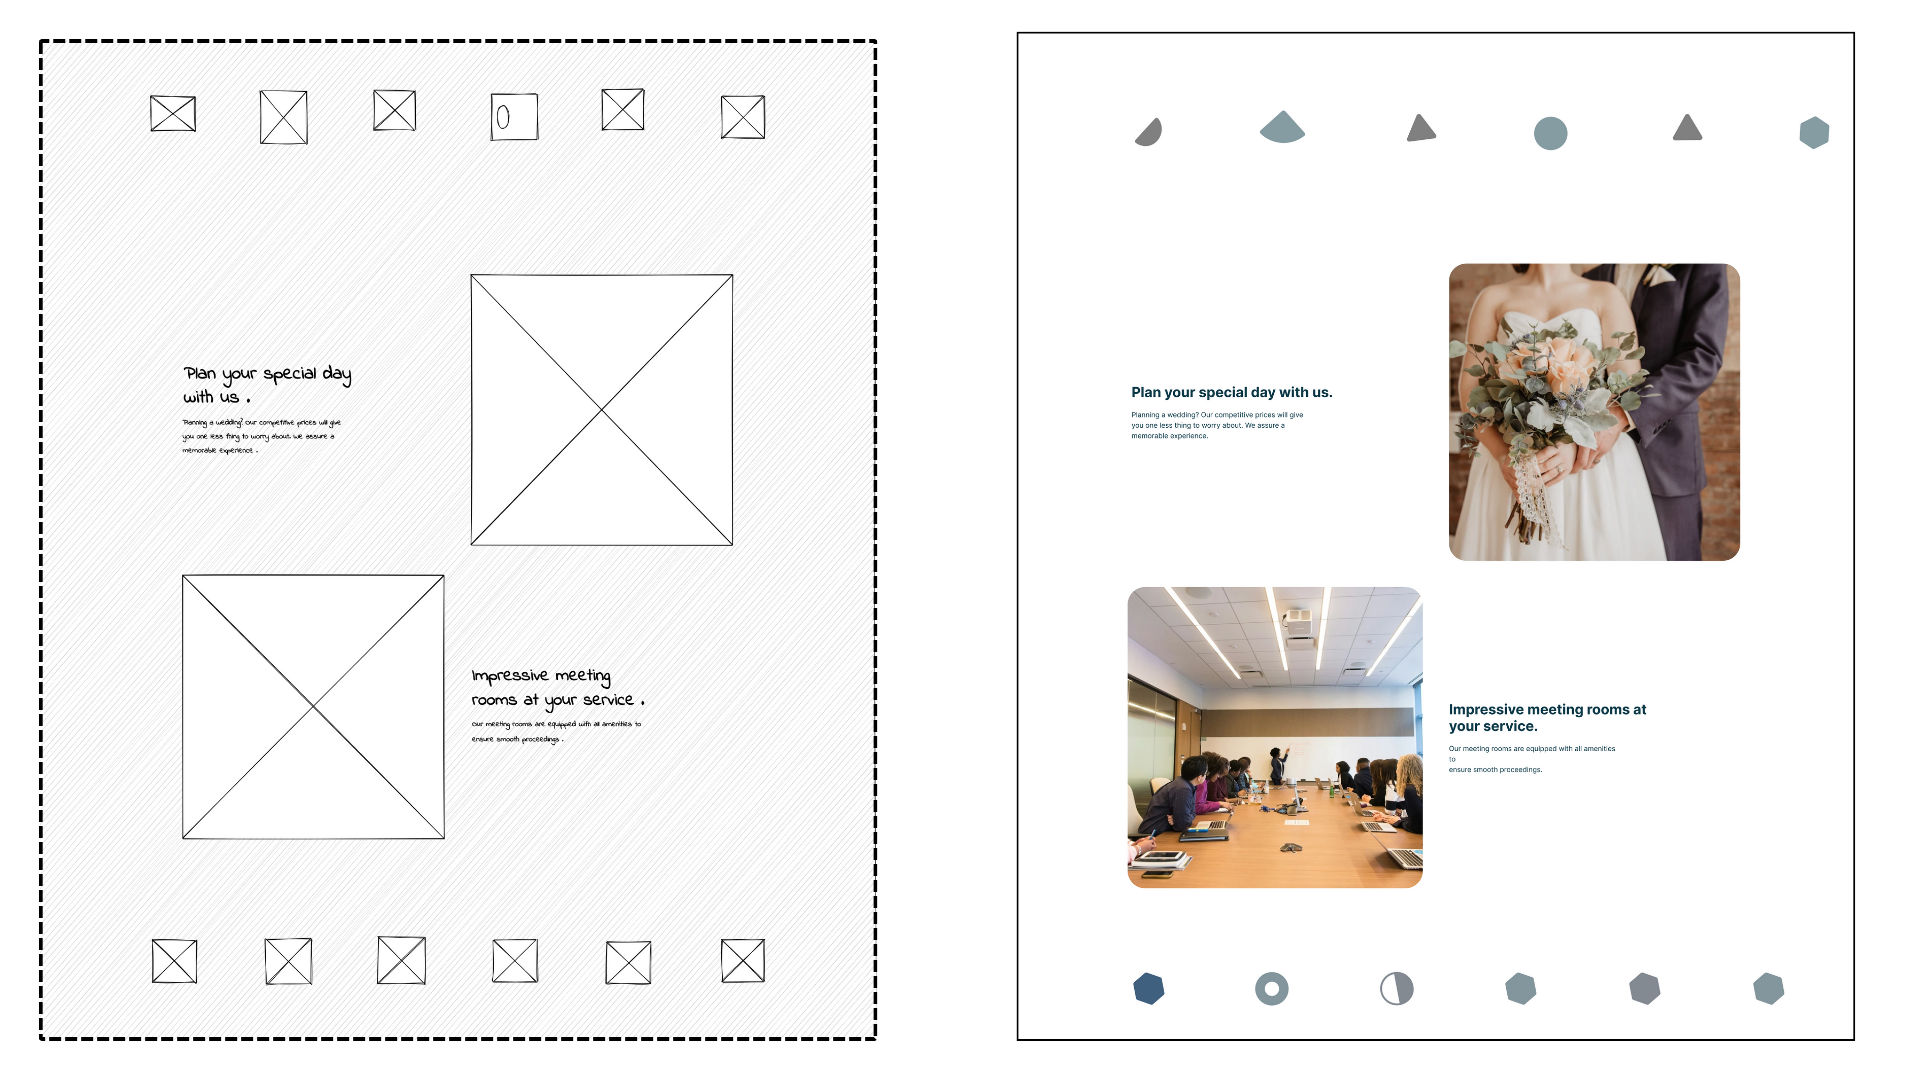 Plan your special day
with us .
Planning a wedding? Our competitive prices will give
you one less thing to worry about. We assure a
memorable experience .
Impressive meeting
rooms at your service .
Our meeting rooms are equipped with all amenities to
ensure smooth proceedings .
Plan your special day with us.
Planning a wedding? Our competitive prices will give
you one less thing to worry about. We assure a
memorable experience.
Impressive meeting rooms at
your service.
Our meeting rooms are equipped with all amenities
to
ensure smooth proceedings.